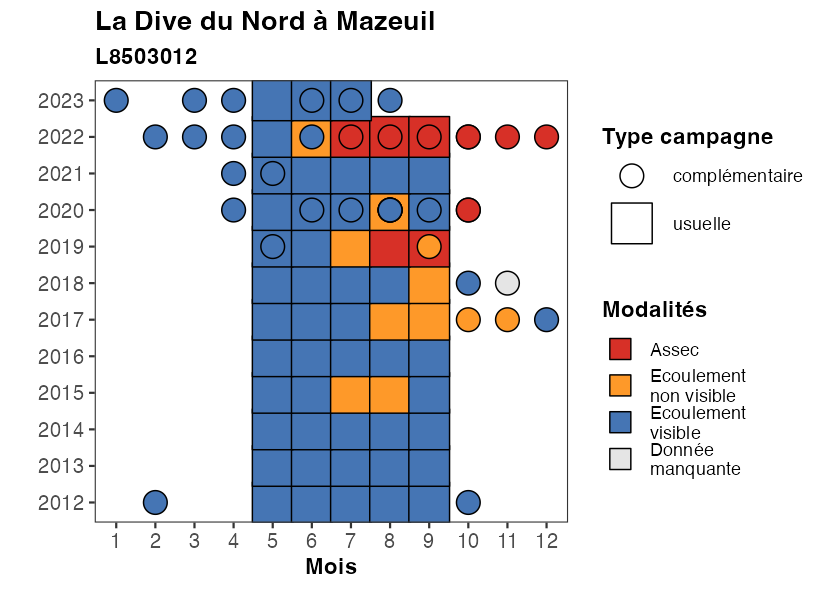 La Dive du Nord à Mazeuil
L8503012
2023
2022
2021
2020
2019
2018
2017
2016
2015
2014
2013
2012
1 2 3 4 5 6 7 8 9 10 11 12
Mois
Type campagne
complémentaire
usuelle
Modalités
Assec
Ecoulement
non visible
Ecoulement
visible
Donnée
manquante